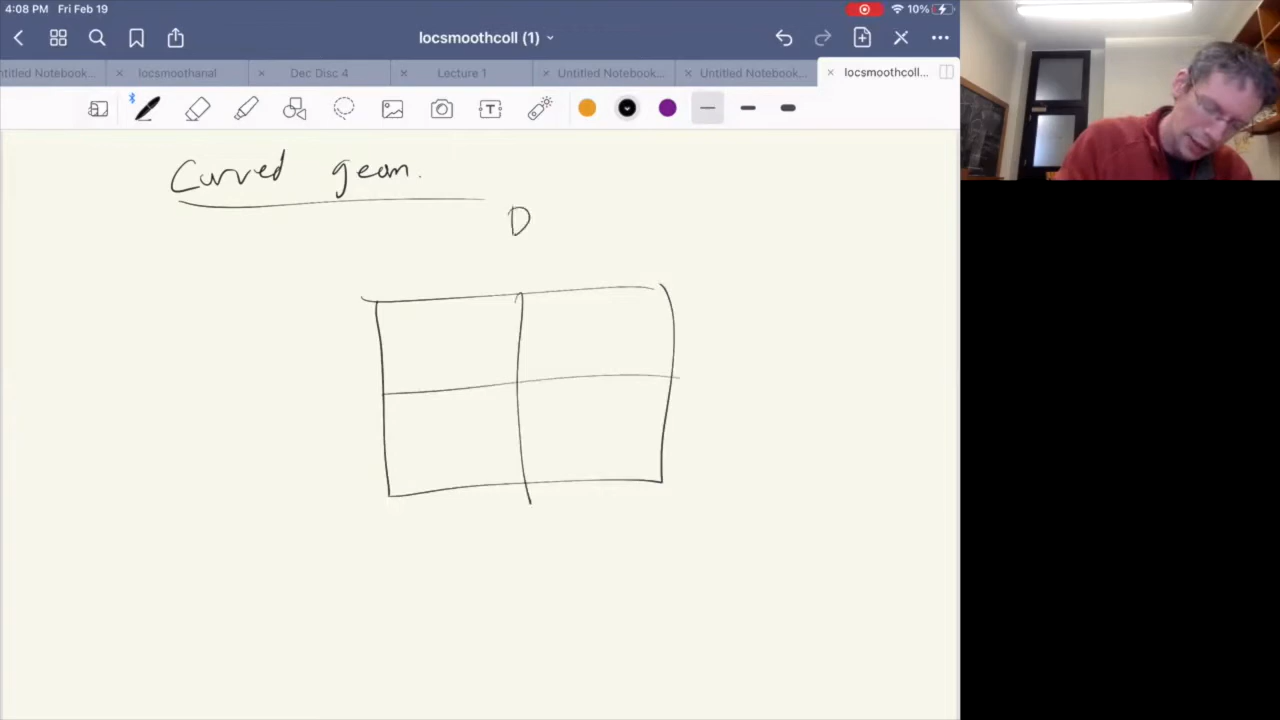 4:08 PM Fri Feb 19
10%
locsmoothcoll (1)
ntitled Notebook...
locsmoothanal
Dec Disc 4
Lecture 1
Untitled Notebook...
Untitled Notebook...
locsmoothcoll...
T
Curved geom.
D